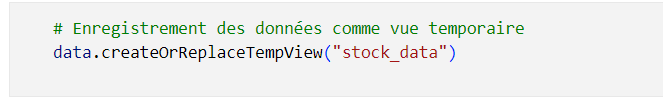 # Enregistrement des données comme vue temporaire
data.createOrReplaceTempView("stock_data")